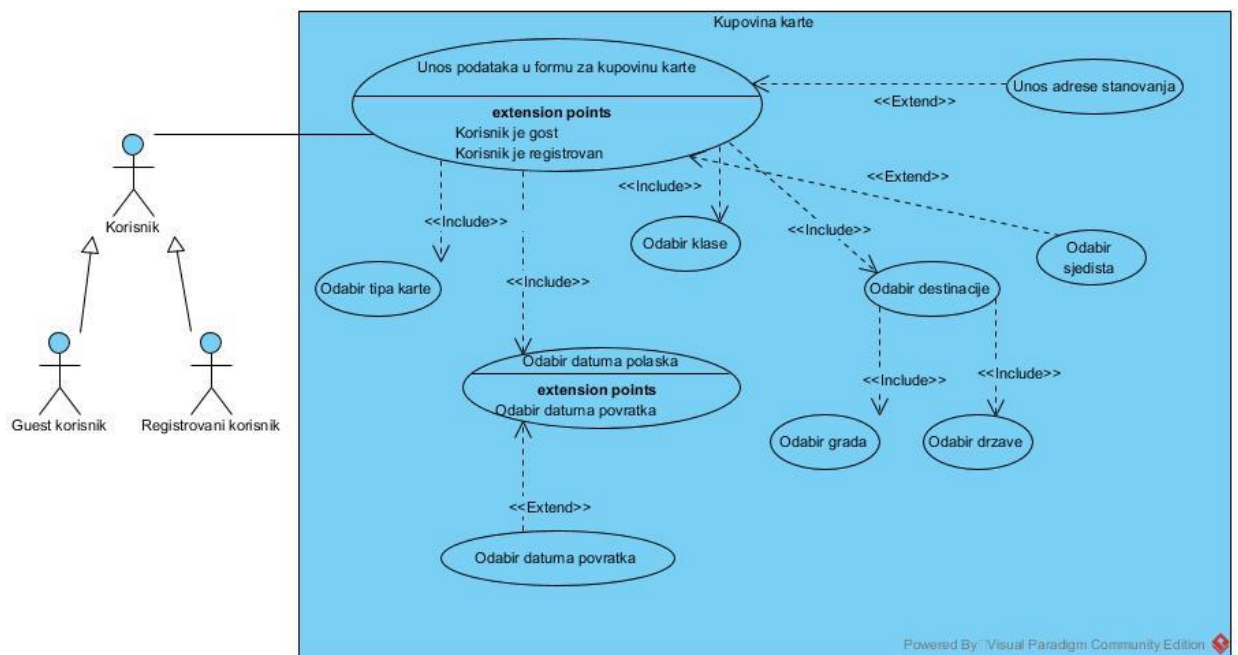 Kupovina karte
Unos podataka u formu za kupovinu karte
extension points
Korisnik je gost
Korisnik je registrovan
Unos adrese stanovanja
<<Extend>>
<<Extend>>
<<Include>>
<<Include>>
<<Include>>
<<Include>>
Korisnik
Odabir klase
Odabir
sjedista
Odabir tipa karte
Odabir destinacije
Odabir datuma polaska
extension points
Odabir datuma povratka
<<Include>>
<<Include>>
Guest korisnik
Registrovani korisnik
Odabir grada
Odabir drzave
<<Extend>>
Odabir datuma povratka
Powered By Visual Paradigm Community Edition